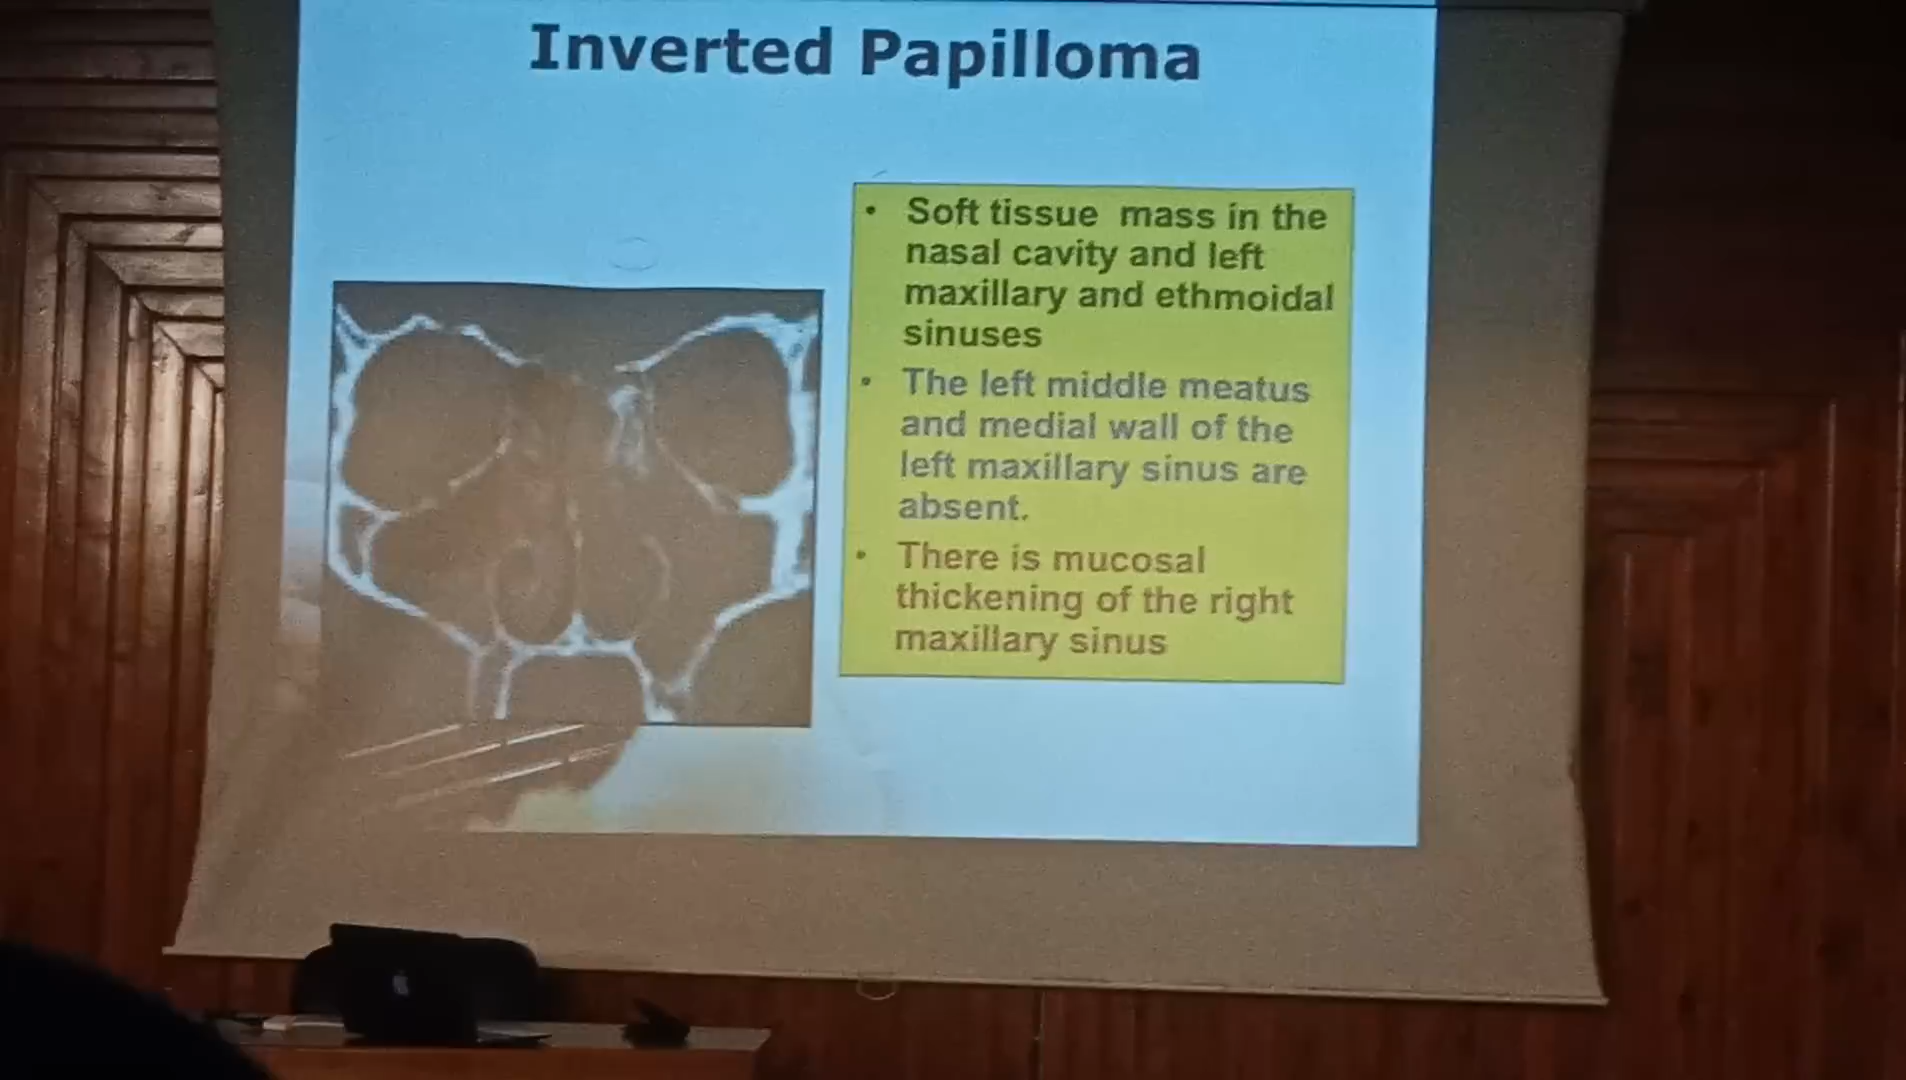 Inverted Papilloma
• Soft tissue mass in the
nasal cavity and left
maxillary and ethmoidal
sinuses
• The left middle meatus
and medial wall of the
left maxillary sinus are
absent.
• There is mucosal
thickening of the right
maxillary sinus